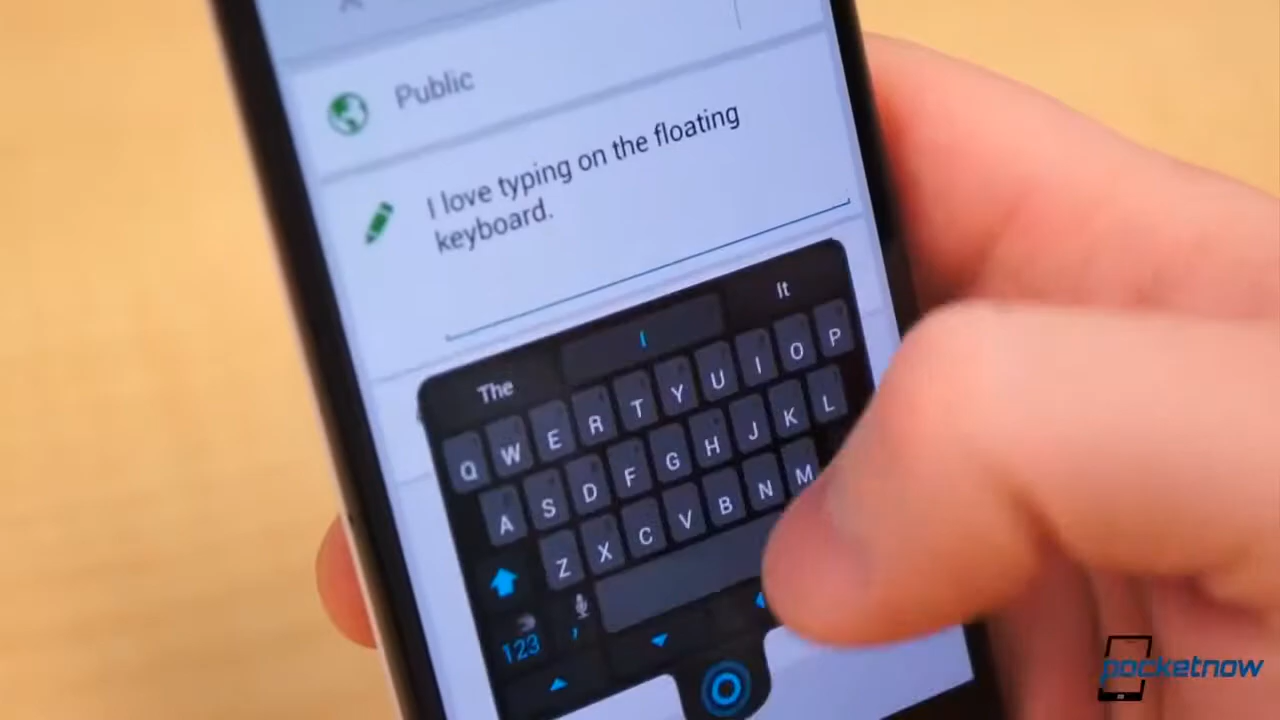 Public
I love typing on the floating
keyboard.
The I It
Q W E R T Y U I O P
A S D F G H J K L
Z X C V B N M
123 ,
pocketnow